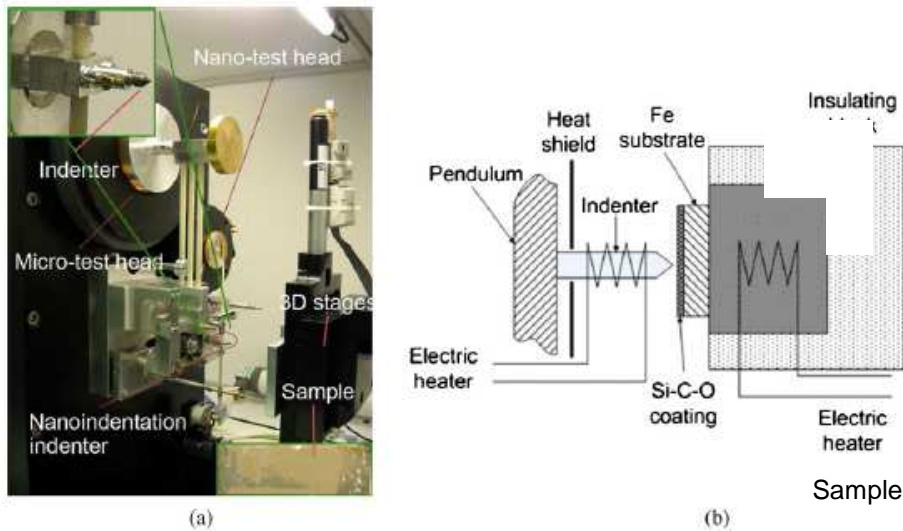 Nano-test head
Indenter
Micro-test head
3D stages
Sample
Nanoindentation
indenter
(a)
Insulating
Fe
substrate
Heat
shield
Pendulum
Indenter
Electric
heater
Si-C-O
coating
Electric
heater
Sample
(b)